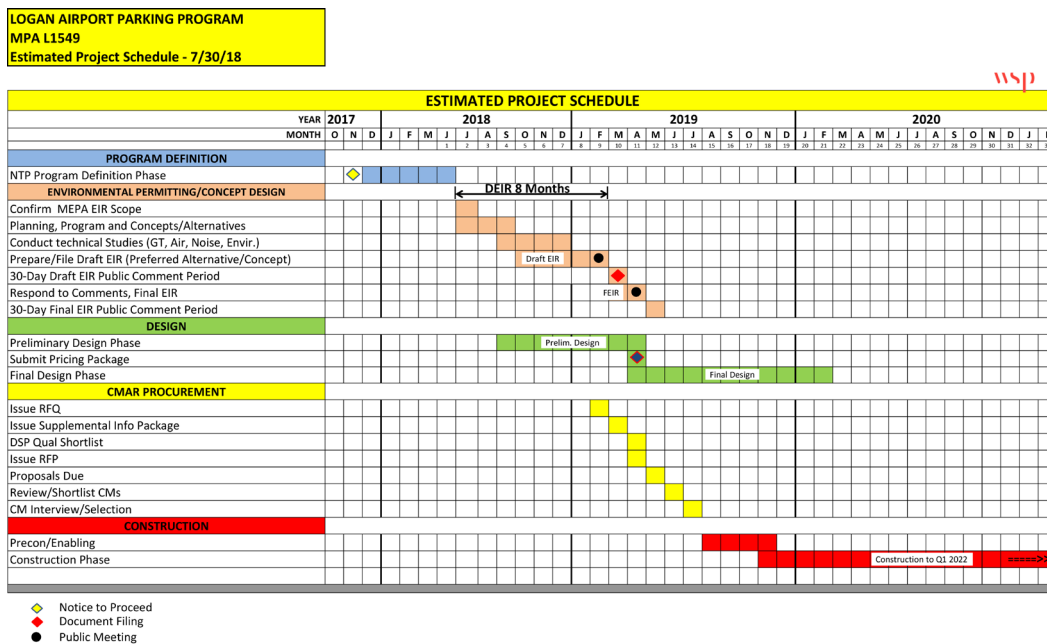 LOGAN AIRPORT PARKING PROGRAM
MPA L1549
Estimated Project Schedule - 7/30/18
wsp
ESTIMATED PROJECT SCHEDULE
YEAR 2017 2018 2019 2020
MONTH O N D J F M J J A S O N D J F M A M J J A S O N D J F M A M J J A S O N D J
1 2 3 4 5 6 7 8 9 10 11 12 13 14 15 16 17 18 19 20 21 22 23 24 25 26 27 28 29 30 31 32
PROGRAM DEFINITION
NTP Program Definition Phase
ENVIRONMENTAL PERMITTING/CONCEPT DESIGN DEIR 8 Months
Confirm MEPA EIR Scope
Planning, Program and Concepts/Alternatives
Conduct technical Studies (GT, Air, Noise, Envir.)
Prepare/File Draft EIR (Preferred Alternative/Concept) Draft EIR
30-Day Draft EIR Public Comment Period
Respond to Comments, Final EIR FEIR
30-Day Final EIR Public Comment Period
DESIGN
Preliminary Design Phase Prelim. Design
Submit Pricing Package
Final Design Phase Final Design
CMAR PROCUREMENT
Issue RFQ
Issue Supplemental Info Package
DSP Qual Shortlist
Issue RFP
Proposals Due
Review/Shortlist CMs
CM Interview/Selection
CONSTRUCTION
Precon/Enabling
Construction Phase Construction to Q1 2022 =====>>
Notice to Proceed
Document Filing
Public Meeting